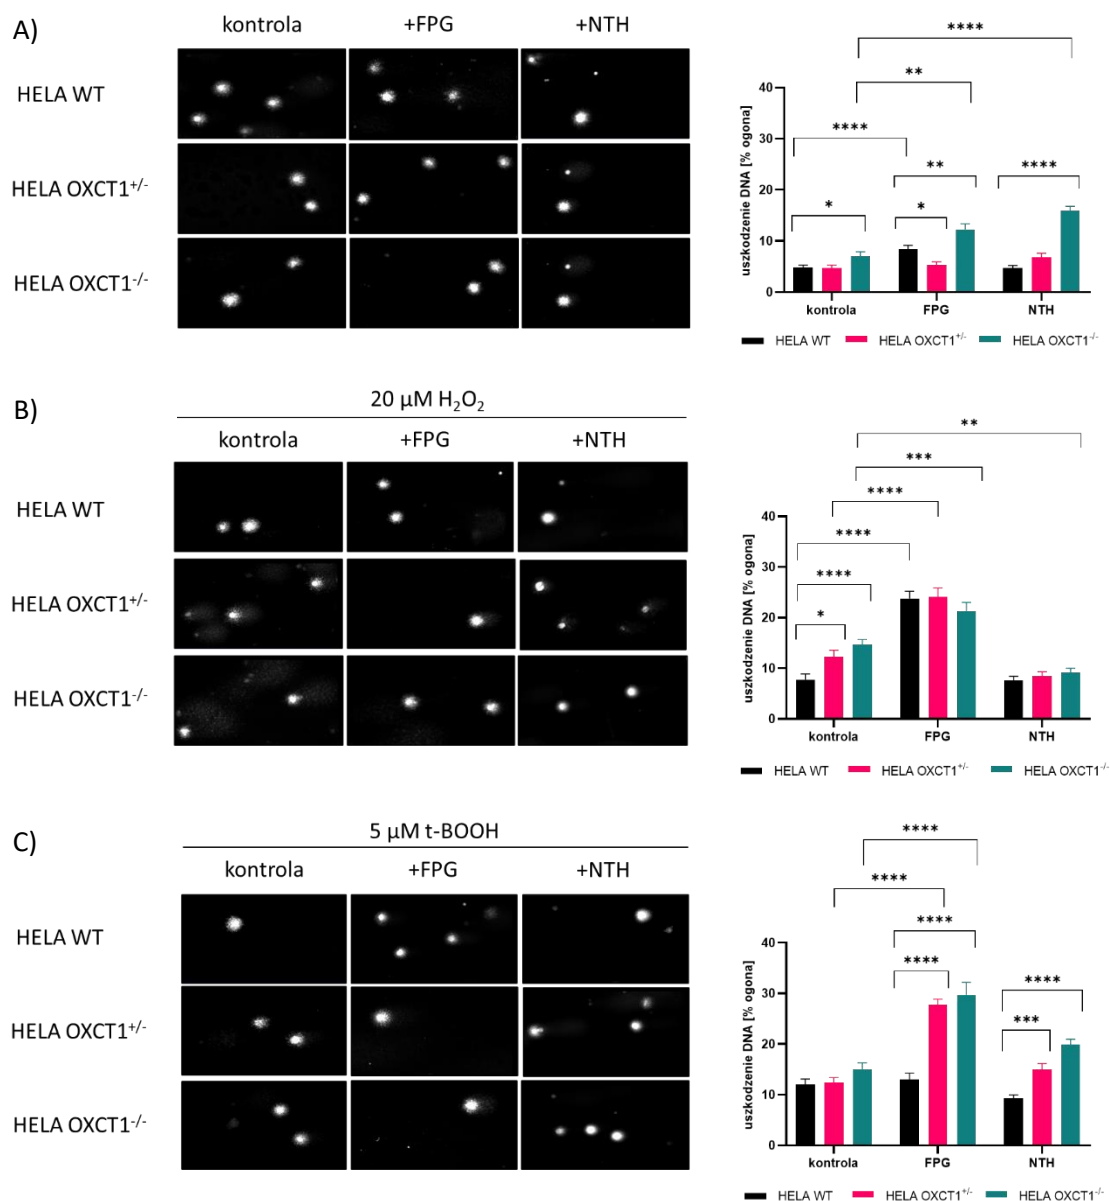 A)
kontrola +FPG +NTH
HELA WT
HELA OXCT1+/-
HELA OXCT1-/-
**** 
**
****
** ****
* *
uszkodzenie DNA [% ogona]
40
30
20
10
0
kontrola FPG NTH
HELA WT HELA OXCT1+/- HELA OXCT1-/-
B)
20 µM H2O2
kontrola +FPG +NTH
HELA WT
HELA OXCT1+/-
HELA OXCT1-/-
**
***
****
****
****
*
uszkodzenie DNA [% ogona]
40
30
20
10
0
kontrola FPG NTH
HELA WT HELA OXCT1+/- HELA OXCT1-/-
C)
5 µM t-BOOH
kontrola +FPG +NTH
HELA WT
HELA OXCT1+/-
HELA OXCT1-/-
****
****
****
**** ****
***
uszkodzenie DNA [% ogona]
40
30
20
10
0
kontrola FPG NTH
HELA WT HELA OXCT1+/- HELA OXCT1-/-